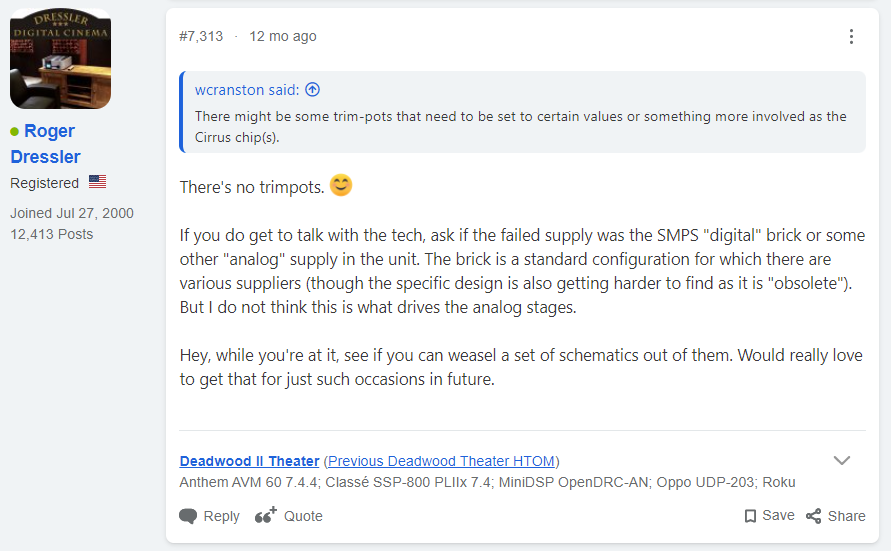 DRESSLER
DIGITAL CINEMA
Roger
Dressler
Registered
Joined Jul 27, 2000
12,413 Posts
#7,313 · 12 mo ago
wcranston said:
There might be some trim-pots that need to be set to certain values or something more involved as the
Cirrus chip(s).
There's no trimpots. 😊
If you do get to talk with the tech, ask if the failed supply was the SMPS "digital" brick or some
other "analog" supply in the unit. The brick is a standard configuration for which there are
various suppliers (though the specific design is also getting harder to find as it is "obsolete").
But I do not think this is what drives the analog stages.
Hey, while you're at it, see if you can weasel a set of schematics out of them. Would really love
to get that for just such occasions in future.
Deadwood II Theater (Previous Deadwood Theater HTOM)
Anthem AVM 60 7.4.4; Classé SSP-800 PLIIx 7.4; MiniDSP OpenDRC-AN; Oppo UDP-203; Roku
Reply Quote Save Share